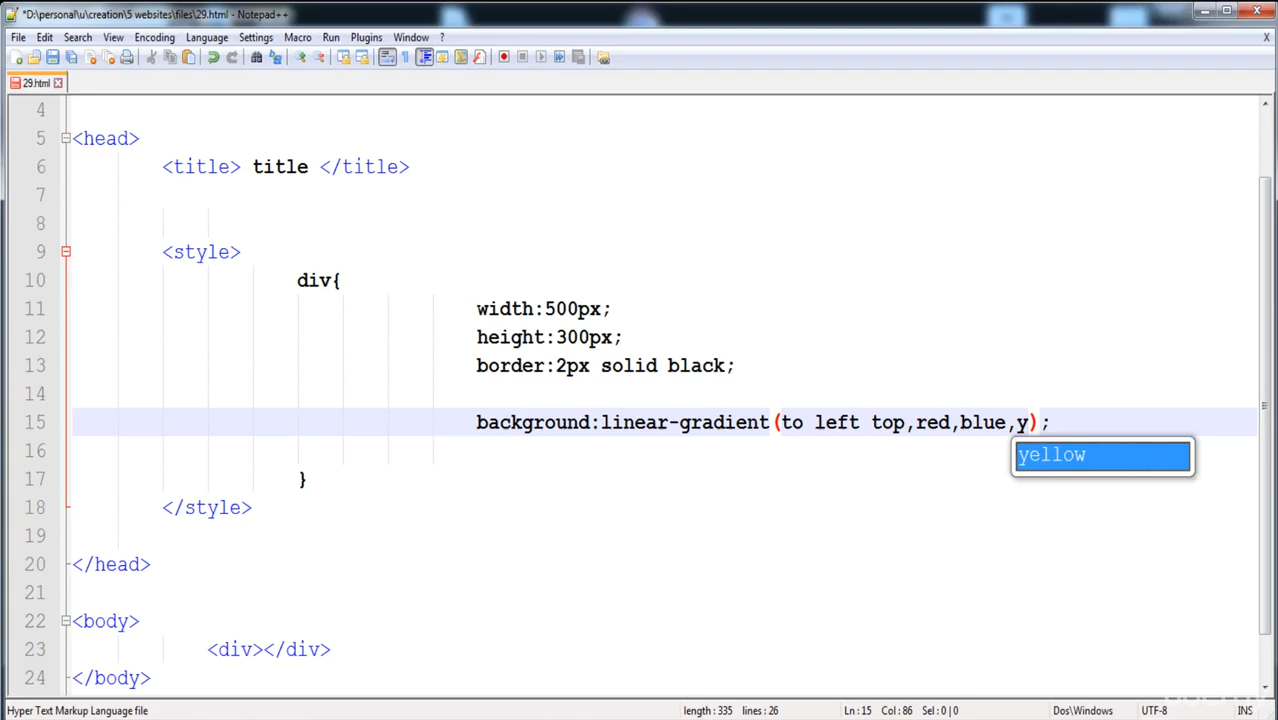 *D:\personal\u\creation\5 websites\files\29.html - Notepad++
File Edit Search View Encoding Language Settings Macro Run Plugins Window ? X
29.html
4
5 <head>
6 <title> title </title>
7
8
9 <style>
10 div{
11 width:500px;
12 height:300px;
13 border:2px solid black;
14
15 background:linear-gradient(to left top,red,blue,y);
yellow
16
17 }
18 </style>
19
20 </head>
21
22 <body>
23 <div></div>
24 </body>
Hyper Text Markup Language file length : 335 lines : 26 Ln : 15 Col : 86 Sel : 0 | 0 Dos\Windows UTF-8 INS